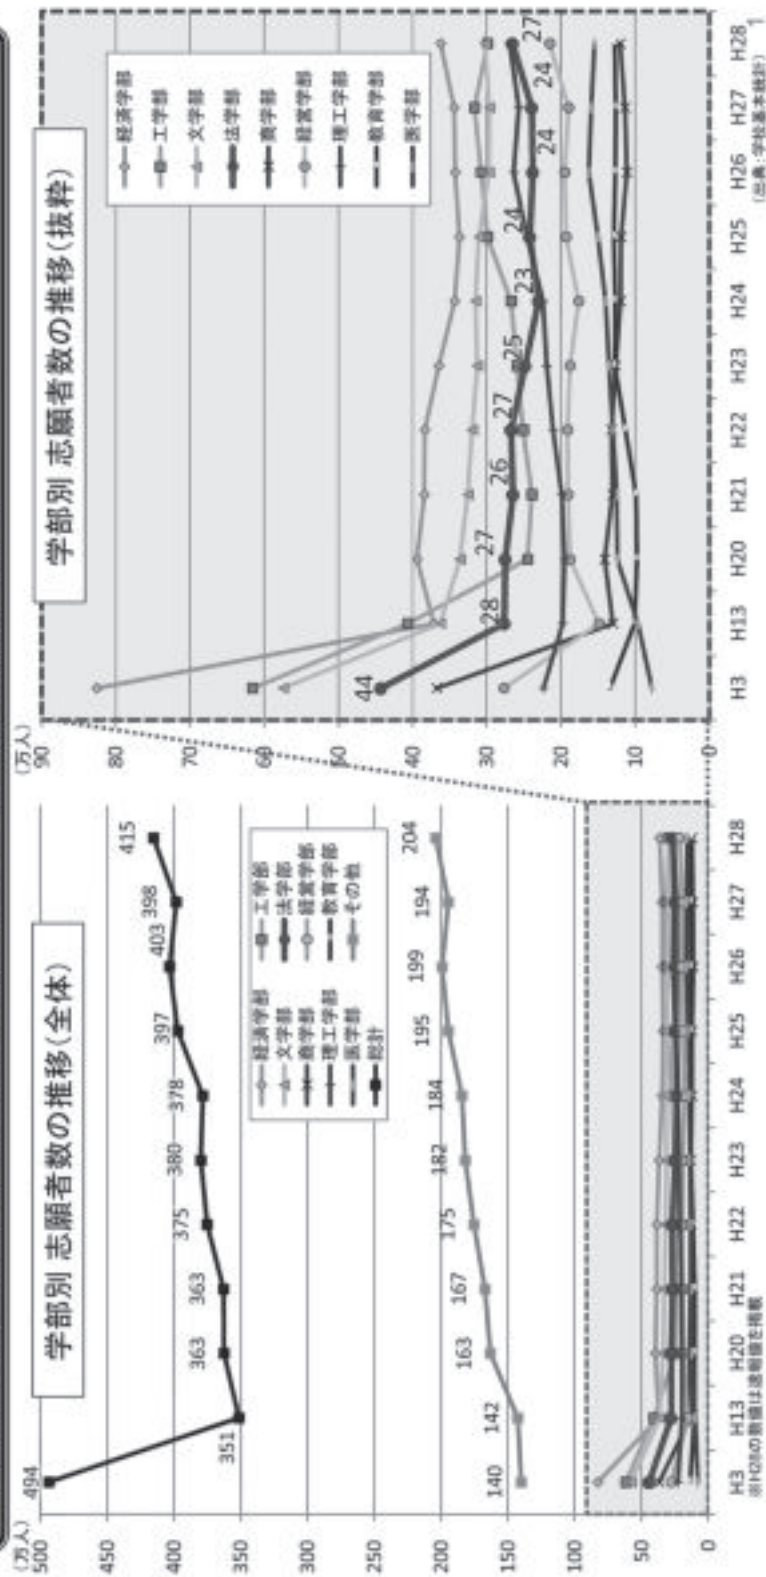 学部別 志願者数の推移(全体)
(万人)
500
450
400
350
300
250
200
150
100
50
0
494
351
363
363
375
380
378
397
403
398
415
140
142
163
167
175
182
184
195
199
194
204
経済学部
工学部
文学部
法学部
商学部
経営学部
理工学部
教育学部
医学部
その他
総計
H3
H13
H20
H21
H22
H23
H24
H25
H26
H27
H28
※H28の数値は速報値を掲載
学部別 志願者数の推移(抜粋)
(万人)
90
80
70
60
50
40
30
20
10
0
44
28
27
26
27
25
23
24
24
24
27
経済学部
工学部
文学部
法学部
商学部
経営学部
理工学部
教育学部
医学部
H3
H13
H20
H21
H22
H23
H24
H25
H26
H27
H28
(出典:学校基本統計)